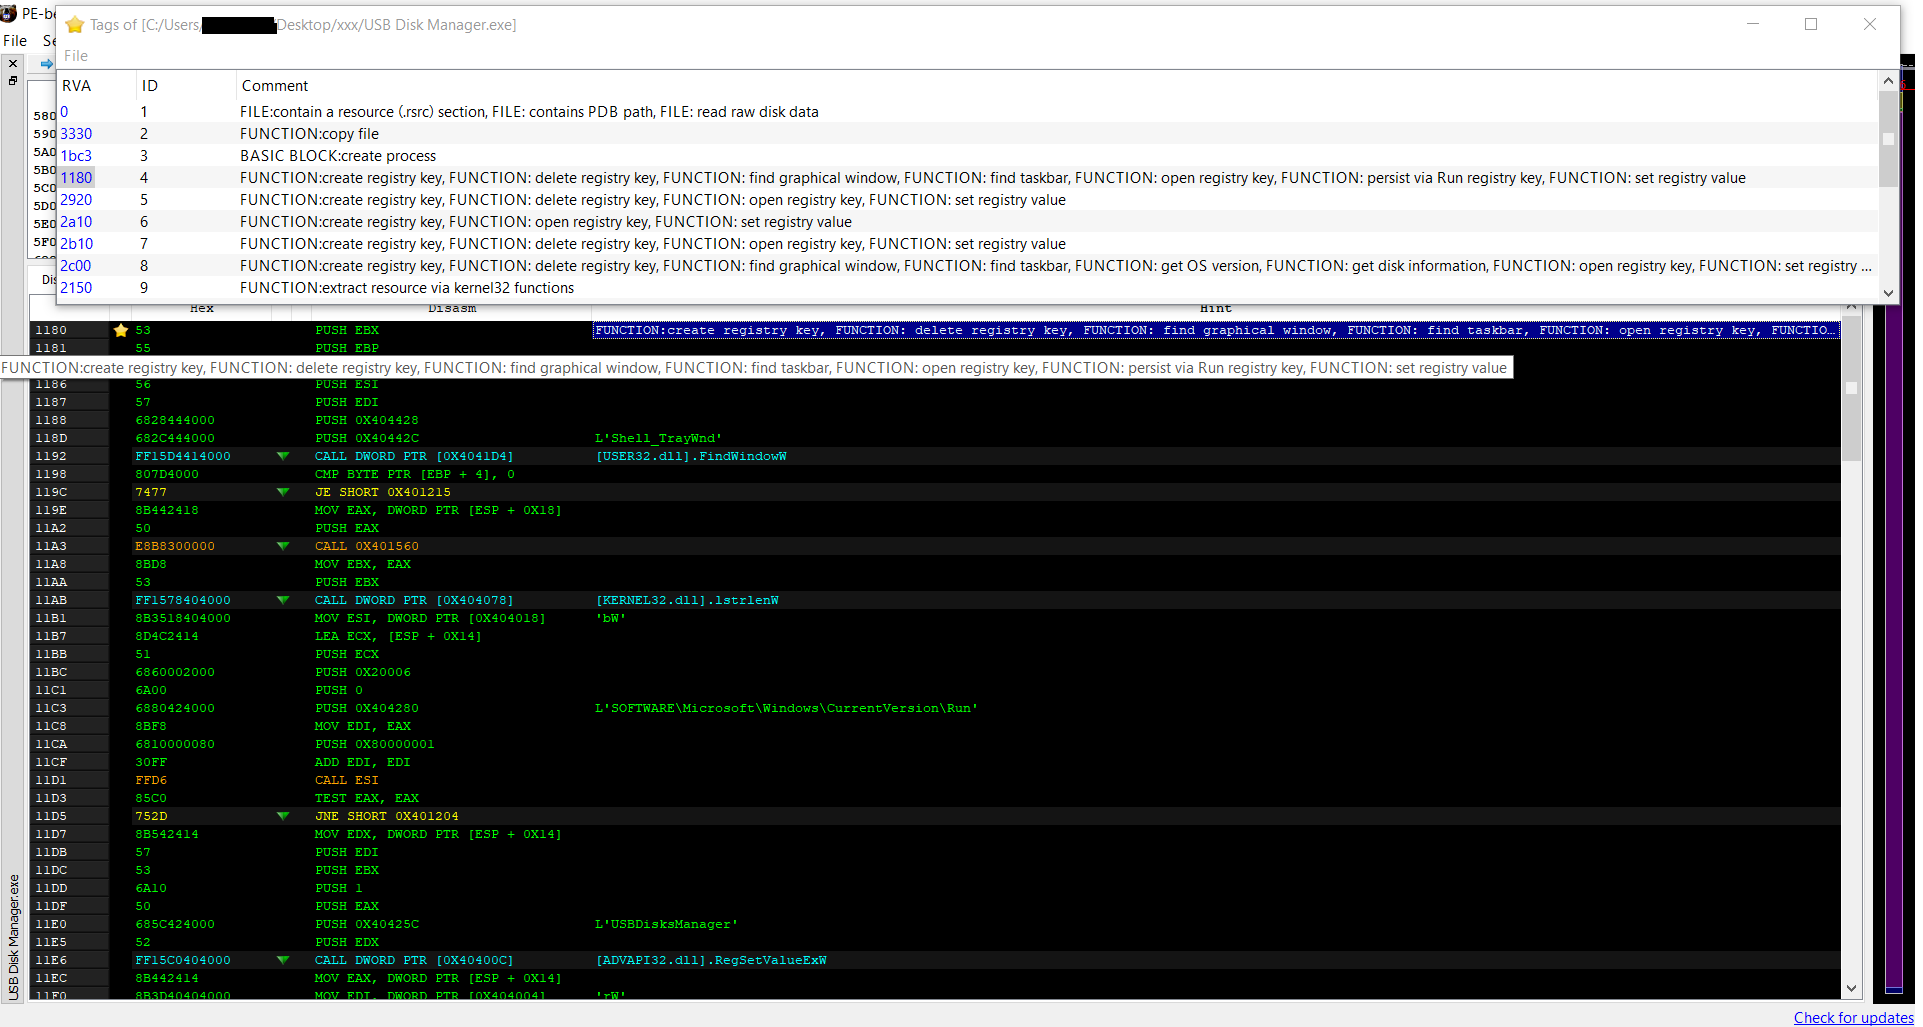 PE-be
File Se
Tags of [C:/Users/ Desktop/xxx/USB Disk Manager.exe]
File
RVA ID Comment
0 1 FILE:contain a resource (.rsrc) section, FILE: contains PDB path, FILE: read raw disk data
3330 2 FUNCTION:copy file
1bc3 3 BASIC BLOCK:create process
1180 4 FUNCTION:create registry key, FUNCTION: delete registry key, FUNCTION: find graphical window, FUNCTION: find taskbar, FUNCTION: open registry key, FUNCTION: persist via Run registry key, FUNCTION: set registry value
2920 5 FUNCTION:create registry key, FUNCTION: delete registry key, FUNCTION: open registry key, FUNCTION: set registry value
2a10 6 FUNCTION:create registry key, FUNCTION: open registry key, FUNCTION: set registry value
2b10 7 FUNCTION:create registry key, FUNCTION: delete registry key, FUNCTION: open registry key, FUNCTION: set registry value
2c00 8 FUNCTION:create registry key, FUNCTION: delete registry key, FUNCTION: find graphical window, FUNCTION: find taskbar, FUNCTION: get OS version, FUNCTION: get disk information, FUNCTION: open registry key, FUNCTION: set registry ...
2150 9 FUNCTION:extract resource via kernel32 functions
580
590
5A0
5B0
5C0
5D0
5E0
5F0
Dis
Hex Disasm Hint
1180 53 PUSH EBX FUNCTION:create registry key, FUNCTION: delete registry key, FUNCTION: find graphical window, FUNCTION: find taskbar, FUNCTION: open registry key, FUNCTIO...
1181 55 PUSH EBP
FUNCTION:create registry key, FUNCTION: delete registry key, FUNCTION: find graphical window, FUNCTION: find taskbar, FUNCTION: open registry key, FUNCTION: persist via Run registry key, FUNCTION: set registry value
1186 56 PUSH ESI
1187 57 PUSH EDI
1188 6828444000 PUSH 0X404428
118D 682C444000 PUSH 0X40442C L'Shell_TrayWnd'
1192 FF15D4414000 CALL DWORD PTR [0X4041D4] [USER32.dll].FindWindowW
1198 807D4000 CMP BYTE PTR [EBP + 4], 0
119C 7477 JE SHORT 0X401215
119E 8B442418 MOV EAX, DWORD PTR [ESP + 0X18]
11A2 50 PUSH EAX
11A3 E8B8300000 CALL 0X401560
11A8 8BD8 MOV EBX, EAX
11AA 53 PUSH EBX
11AB FF1578404000 CALL DWORD PTR [0X404078] [KERNEL32.dll].lstrlenW
11B1 8B3518404000 MOV ESI, DWORD PTR [0X404018] 'bW'
11B7 8D4C2414 LEA ECX, [ESP + 0X14]
11BB 51 PUSH ECX
11BC 6860002000 PUSH 0X20006
11C1 6A00 PUSH 0
11C3 6880424000 PUSH 0X404280 L'SOFTWARE\Microsoft\Windows\CurrentVersion\Run'
11C8 8BF8 MOV EDI, EAX
11CA 6810000080 PUSH 0X80000001
11CF 30FF ADD EDI, EDI
11D1 FFD6 CALL ESI
11D3 85C0 TEST EAX, EAX
11D5 752D JNE SHORT 0X401204
11D7 8B542414 MOV EDX, DWORD PTR [ESP + 0X14]
11DB 57 PUSH EDI
11DC 53 PUSH EBX
11DD 6A10 PUSH 1
11DF 50 PUSH EAX
11E0 685C424000 PUSH 0X40425C L'USBDisksManager'
11E5 52 PUSH EDX
11E6 FF15C0404000 CALL DWORD PTR [0X40400C] [ADVAPI32.dll].RegSetValueExW
11EC 8B442414 MOV EAX, DWORD PTR [ESP + 0X14]
11F0 8B3D40404000 MOV EDI, DWORD PTR [0X404004] 'rW'
USB Disk Manager.exe
Check for updates